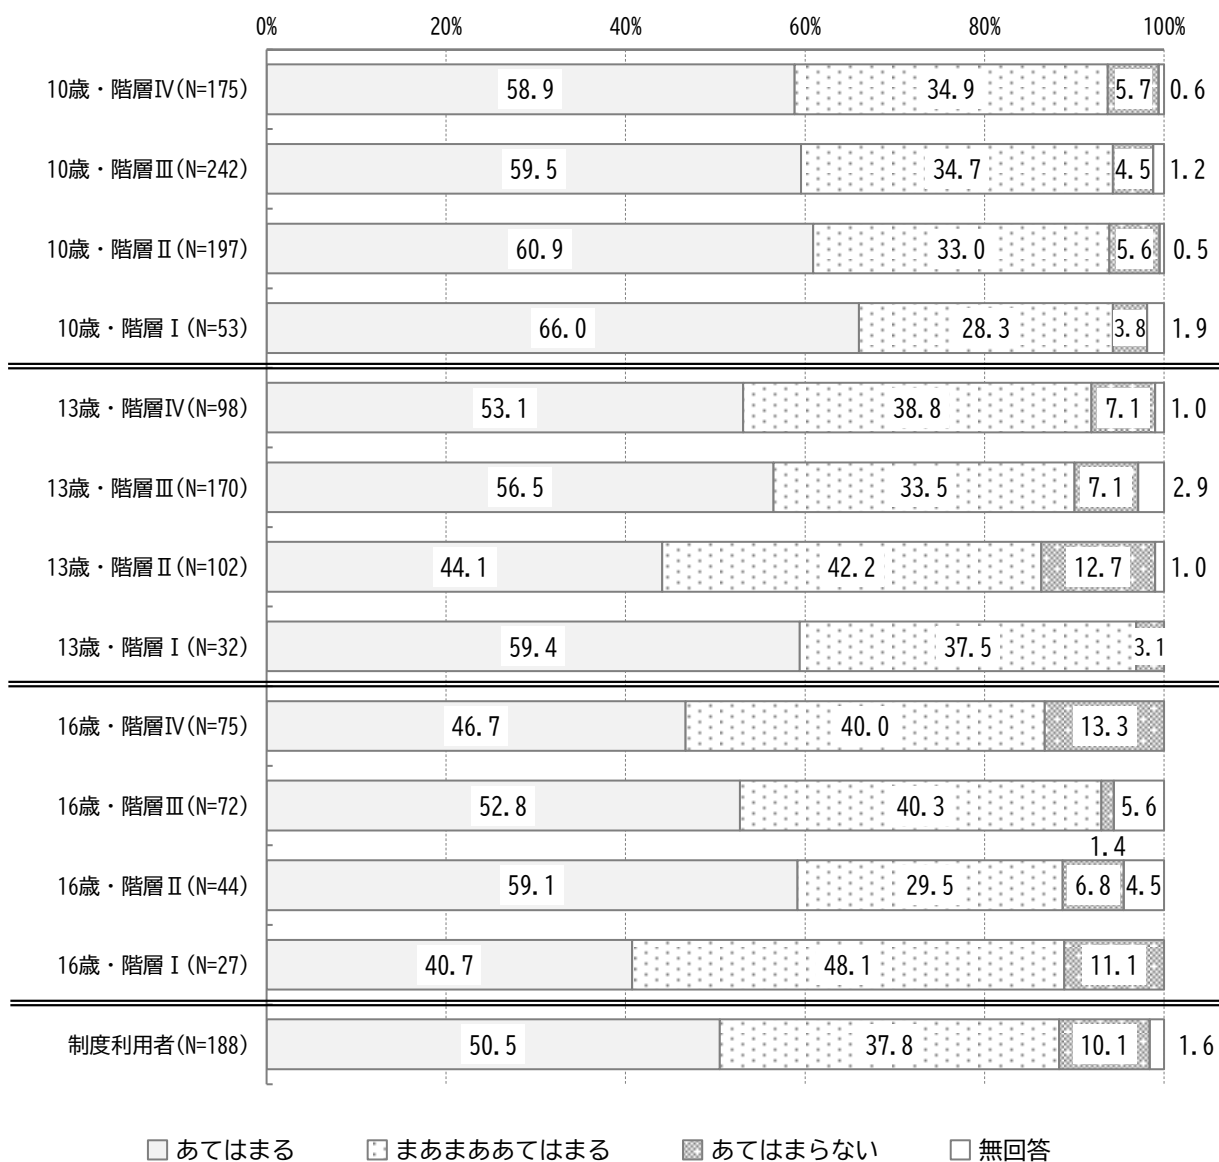 0% 20% 40% 60% 80% 100%
10歳・階層Ⅳ(N=175) 58.9 34.9 5.7 0.6
10歳・階層Ⅲ(N=242) 59.5 34.7 4.5 1.2
10歳・階層Ⅱ(N=197) 60.9 33.0 5.6 0.5
10歳・階層Ⅰ(N=53) 66.0 28.3 3.8 1.9
13歳・階層Ⅳ(N=98) 53.1 38.8 7.1 1.0
13歳・階層Ⅲ(N=170) 56.5 33.5 7.1 2.9
13歳・階層Ⅱ(N=102) 44.1 42.2 12.7 1.0
13歳・階層Ⅰ(N=32) 59.4 37.5 3.1
16歳・階層Ⅳ(N=75) 46.7 40.0 13.3
16歳・階層Ⅲ(N=72) 52.8 40.3 5.6
1.4
16歳・階層Ⅱ(N=44) 59.1 29.5 6.8 4.5
16歳・階層Ⅰ(N=27) 40.7 48.1 11.1
制度利用者(N=188) 50.5 37.8 10.1 1.6
あてはまる まあまああてはまる あてはまらない 無回答